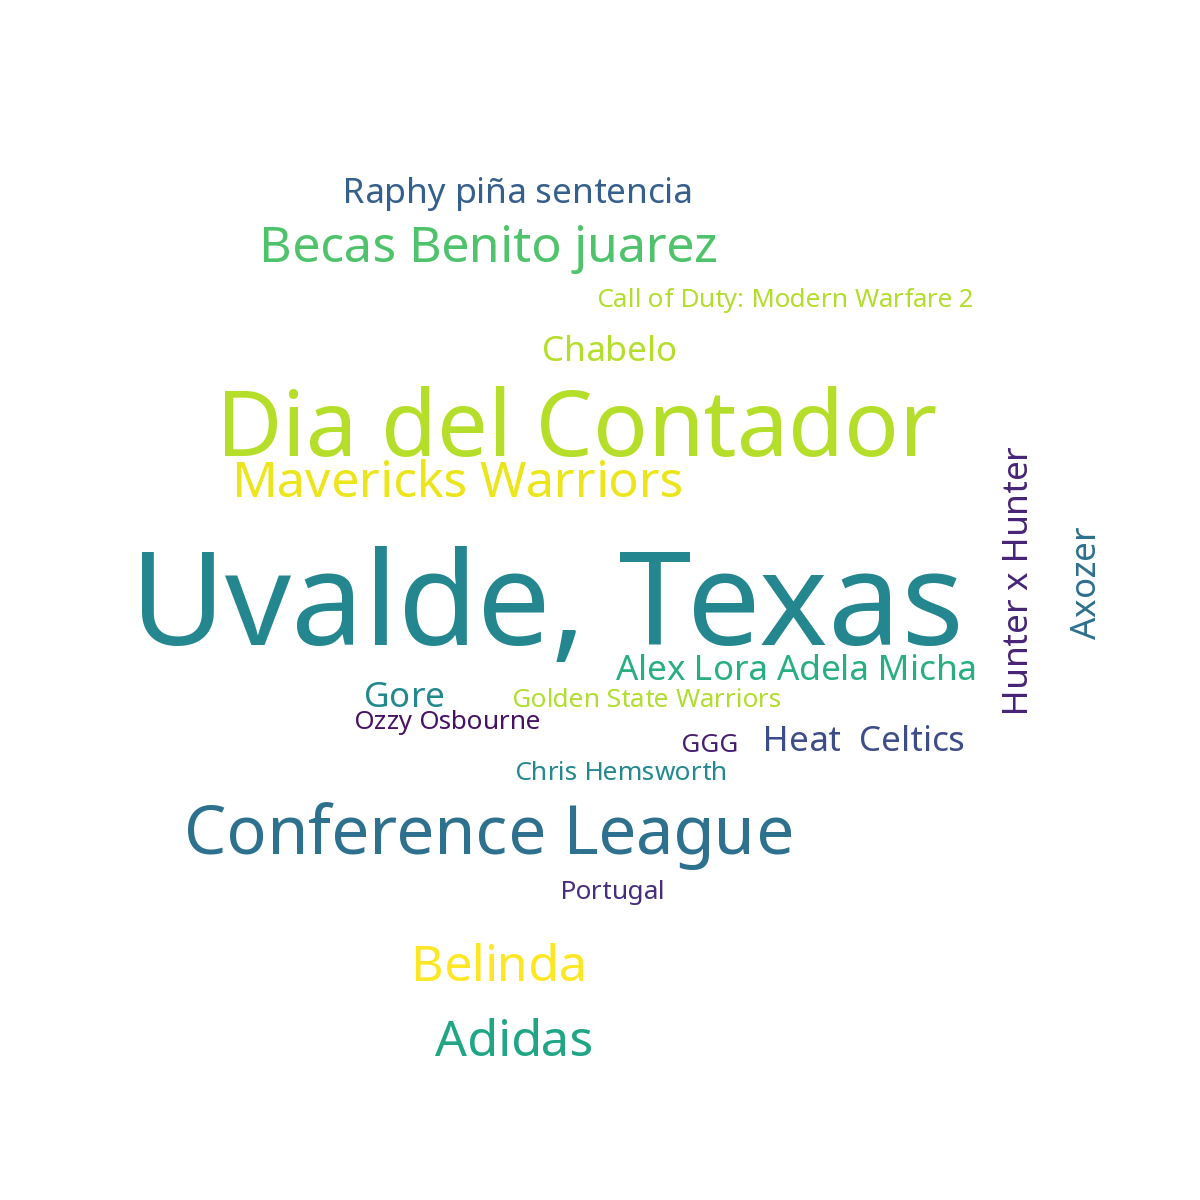 Raphy piña sentencia
Becas Benito juarez
Call of Duty: Modern Warfare 2
Chabelo
Dia del Contador
Mavericks Warriors
Hunter x Hunter
Axozer
Uvalde, Texas
Alex Lora Adela Micha
Gore
Golden State Warriors
Ozzy Osbourne
GGG
Heat  Celtics
Chris Hemsworth
Conference League
Portugal
Belinda
Adidas